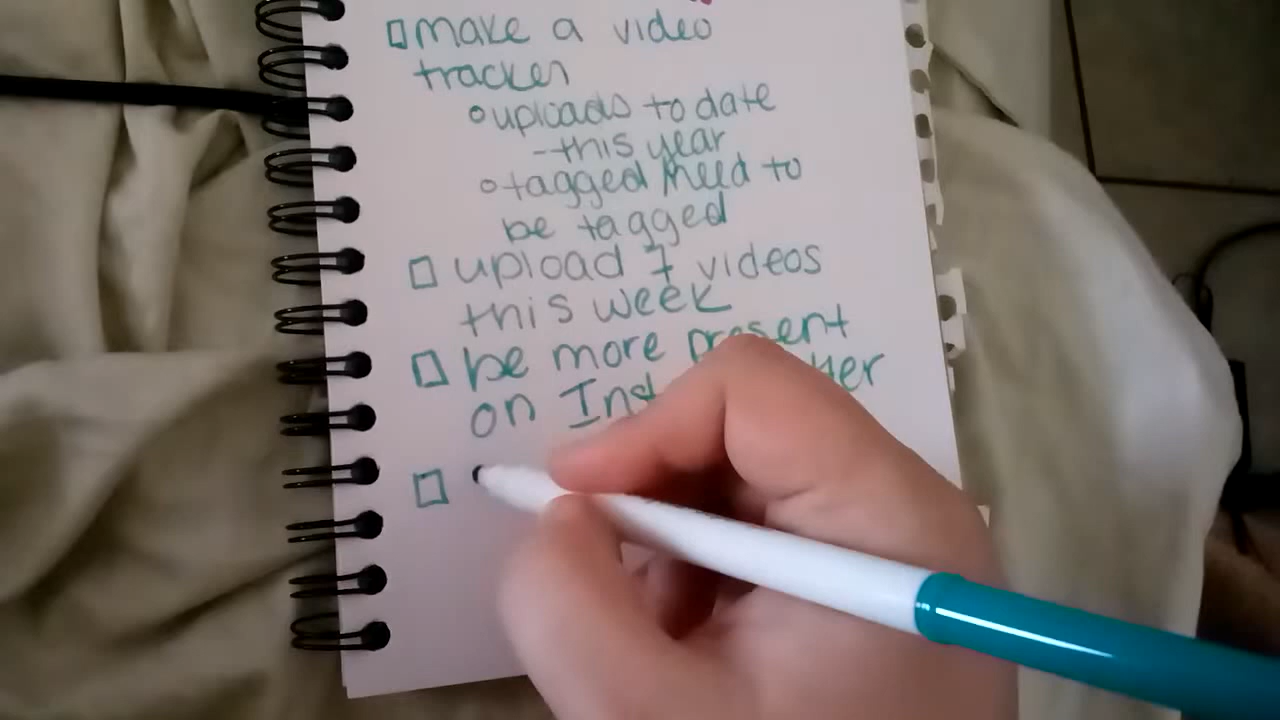 make a video
tracker
uploads to date
-this year
tagged/need to
be tagged
upload 7 videos
this week
be more present
on